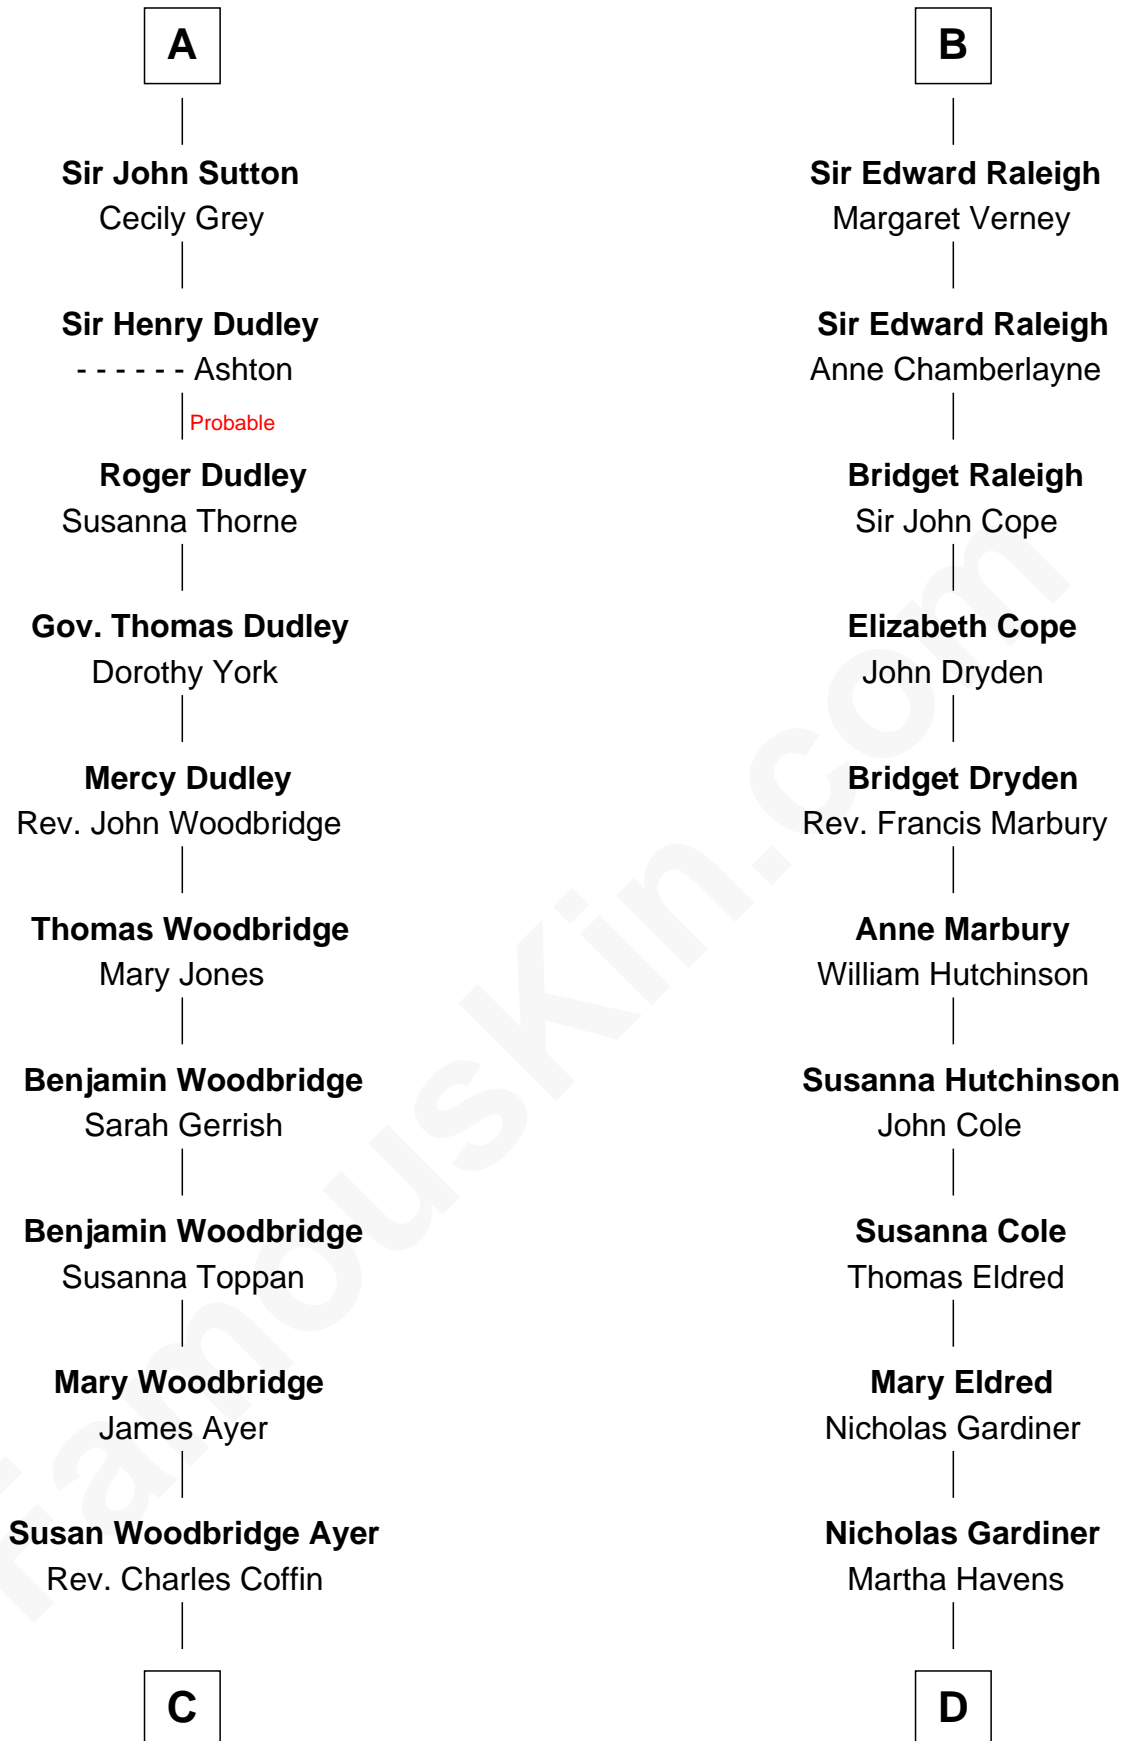 A
Sir John Sutton
Cecily Grey
Sir Henry Dudley
- - - - - - Ashton
Probable
Roger Dudley
Susanna Thorne
Gov. Thomas Dudley
Dorothy York
Mercy Dudley
Rev. John Woodbridge
Thomas Woodbridge
Mary Jones
Benjamin Woodbridge
Sarah Gerrish
Benjamin Woodbridge
Susanna Toppan
Mary Woodbridge
James Ayer
Susan Woodbridge Ayer
Rev. Charles Coffin
C
B
Sir Edward Raleigh
Margaret Verney
Sir Edward Raleigh
Anne Chamberlayne
Bridget Raleigh
Sir John Cope
Elizabeth Cope
John Dryden
Bridget Dryden
Rev. Francis Marbury
Anne Marbury
William Hutchinson
Susanna Hutchinson
John Cole
Susanna Cole
Thomas Eldred
Mary Eldred
Nicholas Gardiner
Nicholas Gardiner
Martha Havens
D
FamousKin.com